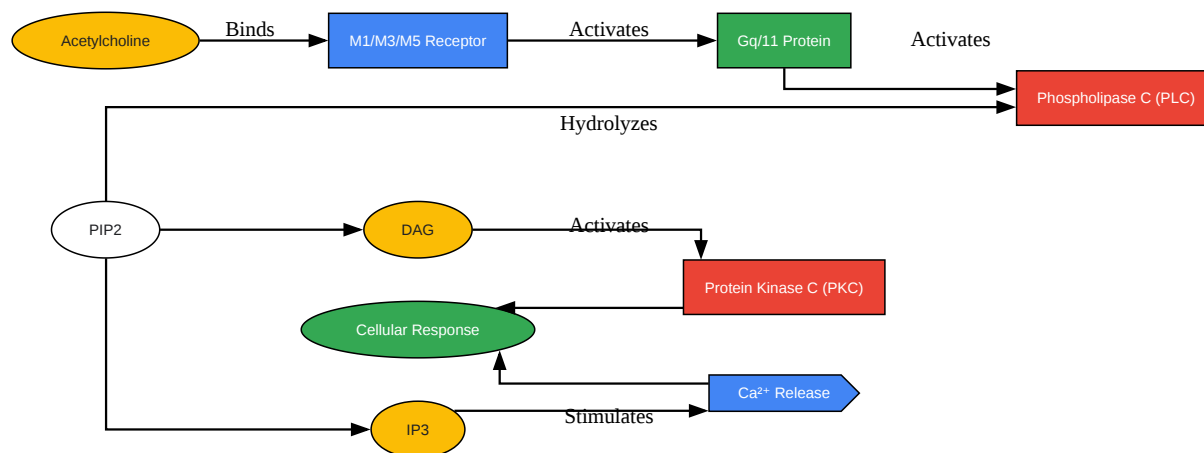 Acetylcholine
Binds
M1/M3/M5 Receptor
Activates
Gq/11 Protein
Activates
Phospholipase C (PLC)
Hydrolyzes
PIP2
DAG
Activates
Protein Kinase C (PKC)
Cellular Response
Ca²⁺ Release
IP3
Stimulates